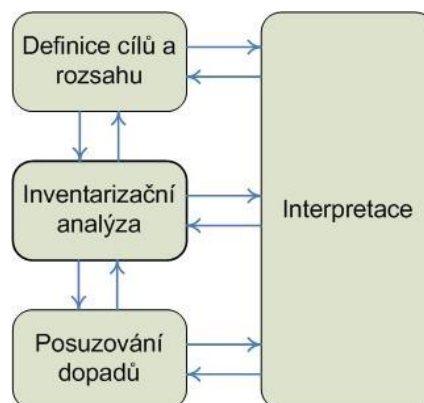 Definice cílů a
rozsahu
Inventarizační
analýza
Interpretace
Posuzování
dopadů